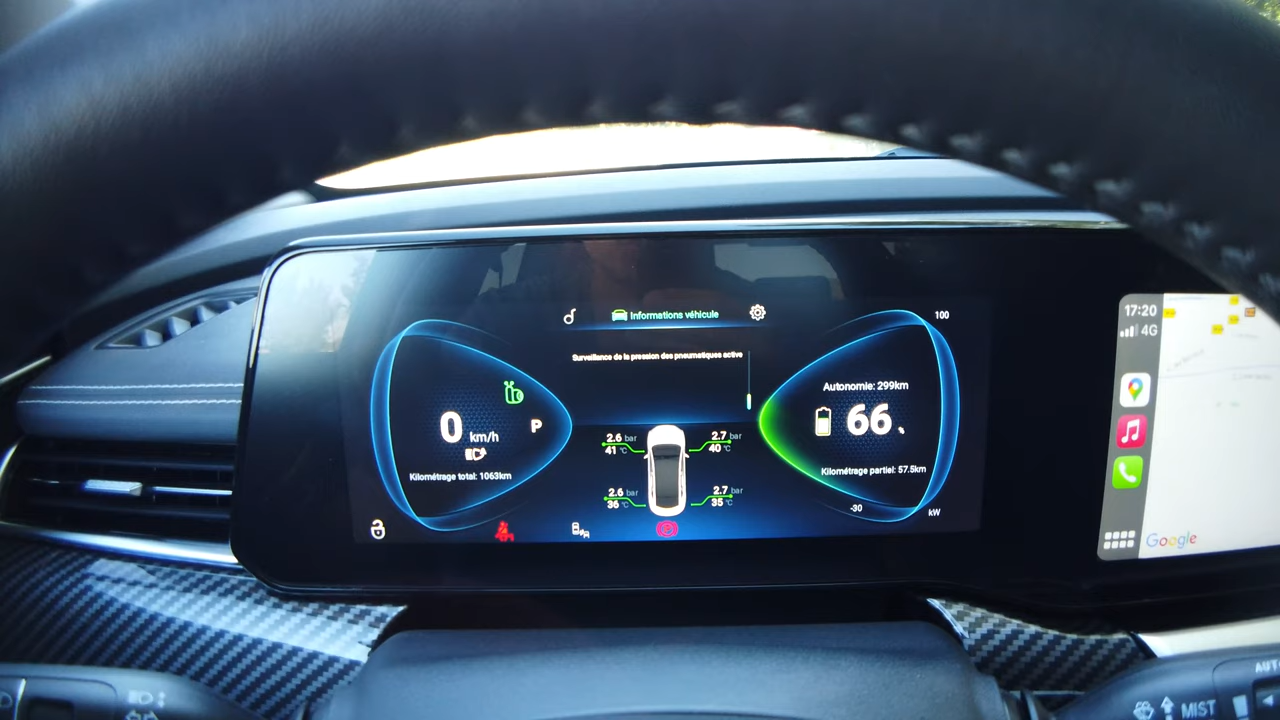 Informations véhicule
Surveillance de la pression des pneumatiques active
0 km/h
P
Kilométrage total: 1063km
2.6 bar
41 °C
2.7 bar
40 °C
2.6 bar
36 °C
2.7 bar
35 °C
100
Autonomie: 299km
66 %
Kilométrage partiel: 57.5km
-30
kW
17:20
4G
Google
AUTO
MIST